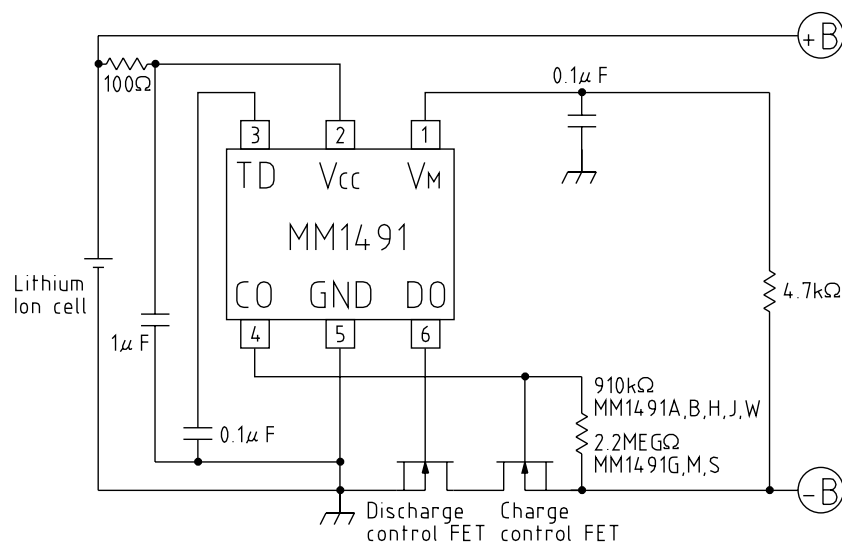 +B
0.1μF
100Ω
3
2
1
TD
VCC
VM
MM1491
Lithium
Ion cell
CO
GND
DO
4.7kΩ
1μF
4
5
6
910kΩ
MM1491A,B,H,J,W
0.1μF
2.2MEGΩ
MM1491G,M,S
-B
Discharge
control FET
Charge
control FET